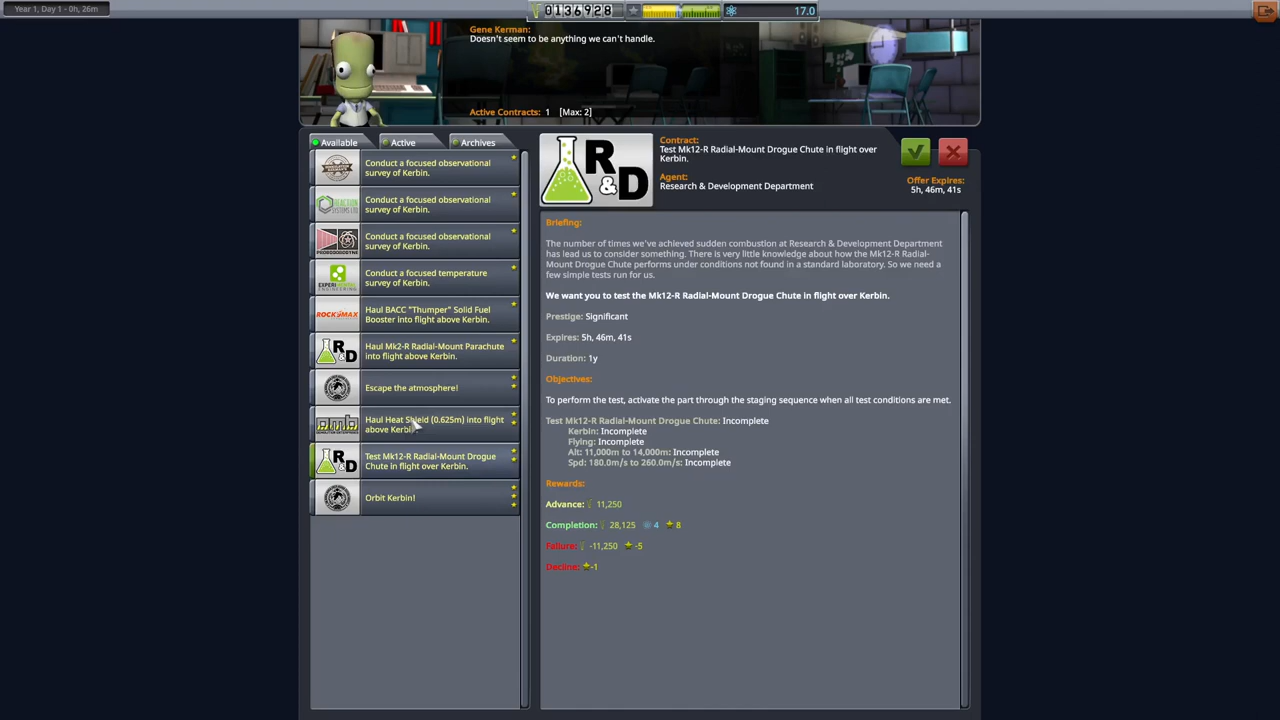 Year 1, Day 1 - 0h, 26m
0136928
17.0
Gene Kerman:
Doesn't seem to be anything we can't handle.
Active Contracts: 1 [Max: 2]
Available
Active
Archives
Conduct a focused observational
survey of Kerbin.
Conduct a focused observational
survey of Kerbin.
Conduct a focused observational
survey of Kerbin.
EXPERIMENTAL
ENGINEERING
Conduct a focused temperature
survey of Kerbin.
ROCKOMAX
Haul BACC "Thumper" Solid Fuel
Booster into flight above Kerbin.
R&D
Haul Mk2-R Radial-Mount Parachute
into flight above Kerbin.
Escape the atmosphere!
Haul Heat Shield (0.625m) into flight
above Kerbin.
R&D
Test Mk12-R Radial-Mount Drogue
Chute in flight over Kerbin.
Orbit Kerbin!
R&D
Contract:
Test Mk12-R Radial-Mount Drogue Chute in flight over
Kerbin.
Agent:
Research & Development Department
Offer Expires:
5h, 46m, 41s
Briefing:
The number of times we've achieved sudden combustion at Research & Development Department
has lead us to consider something. There is very little knowledge about how the Mk12-R Radial-
Mount Drogue Chute performs under conditions not found in a standard laboratory. So we need a
few simple tests run for us.
We want you to test the Mk12-R Radial-Mount Drogue Chute in flight over Kerbin.
Prestige: Significant
Expires: 5h, 46m, 41s
Duration: 1y
Objectives:
To perform the test, activate the part through the staging sequence when all test conditions are met.
Test Mk12-R Radial-Mount Drogue Chute: Incomplete
Kerbin: Incomplete
Flying: Incomplete
Alt: 11,000m to 14,000m: Incomplete
Spd: 180.0m/s to 260.0m/s: Incomplete
Rewards:
Advance: 11,250
Completion: 28,125 4 8
Failure: -11,250 -5
Decline: -1